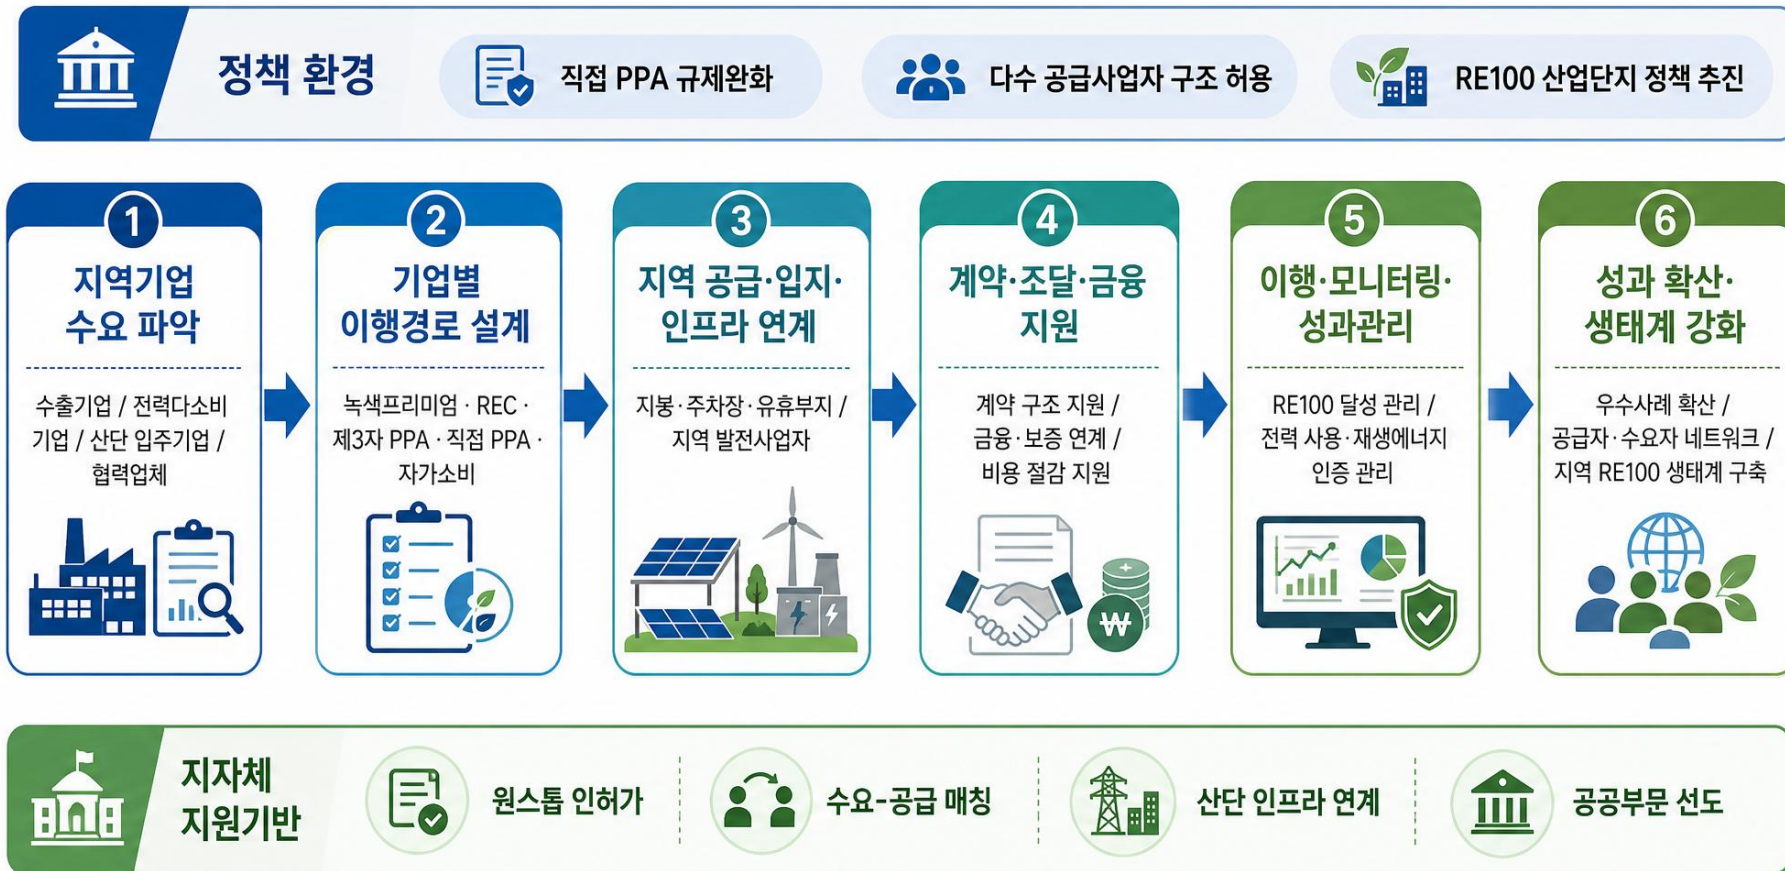 정책 환경
직접 PPA 규제완화
다수 공급사업자 구조 허용
RE100 산업단지 정책 추진
1
지역기업
수요 파악
수출기업 / 전력다소비
기업 / 산단 입주기업 /
협력업체
2
기업별
이행경로 설계
녹색프리미엄 · REC ·
제3자 PPA · 직접 PPA ·
자가소비
3
지역 공급·입지·
인프라 연계
지붕·주차장·유휴부지 /
지역 발전사업자
4
계약·조달·금융
지원
계약 구조 지원 /
금융·보증 연계 /
비용 절감 지원
₩
5
이행·모니터링·
성과관리
RE100 달성 관리 /
전력 사용·재생에너지
인증 관리
6
성과 확산·
생태계 강화
우수사례 확산 /
공급자·수요자 네트워크 /
지역 RE100 생태계 구축
지자체
지원기반
원스톱 인허가
수요-공급 매칭
산단 인프라 연계
공공부문 선도